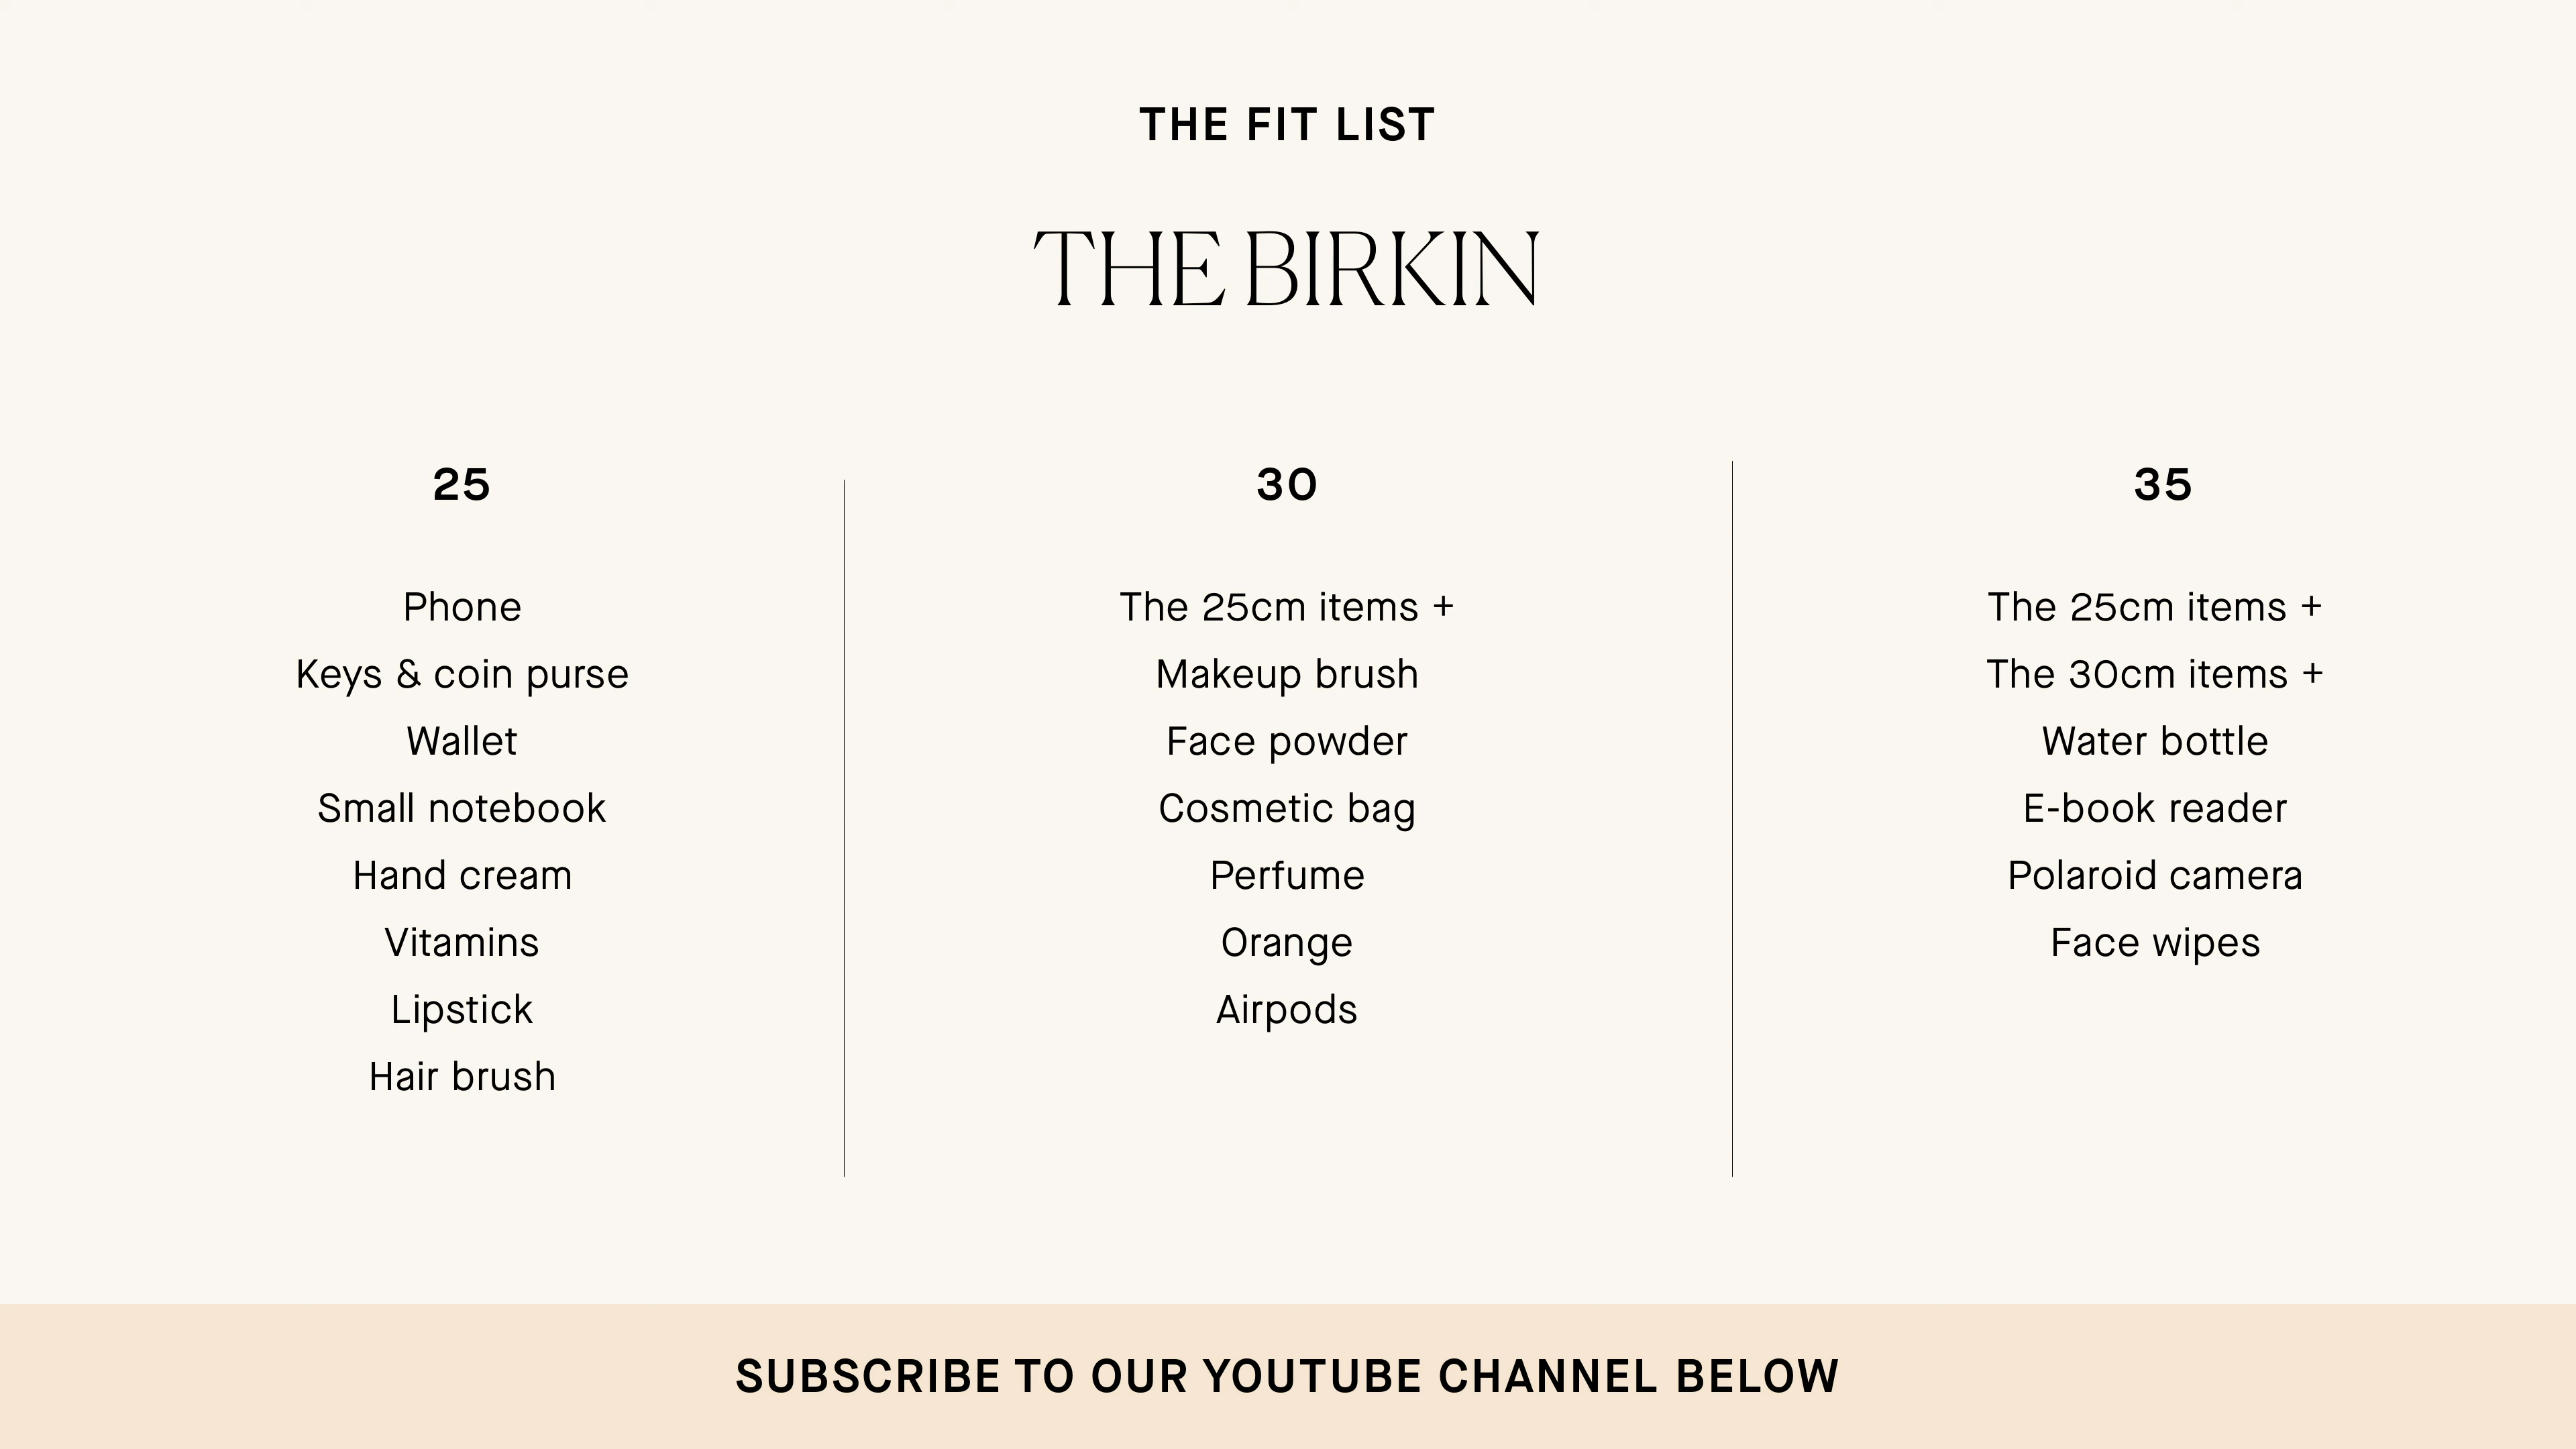 THE FIT LIST
THE BIRKIN
25
Phone
Keys & coin purse
Wallet
Small notebook
Hand cream
Vitamins
Lipstick
Hair brush
30
The 25cm items +
Makeup brush
Face powder
Cosmetic bag
Perfume
Orange
Airpods
35
The 25cm items +
The 30cm items +
Water bottle
E-book reader
Polaroid camera
Face wipes
SUBSCRIBE TO OUR YOUTUBE CHANNEL BELOW